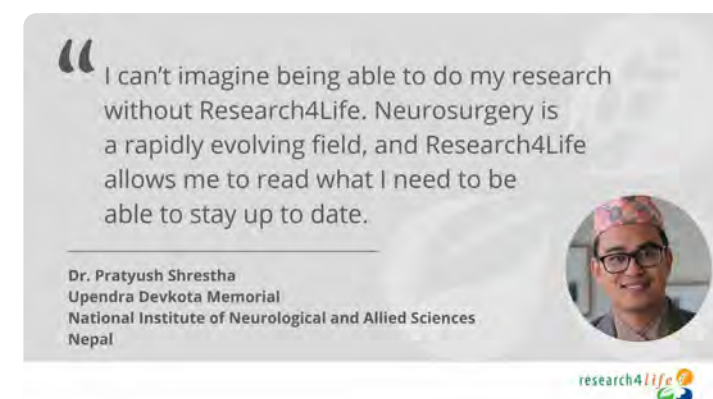 “ I can’t imagine being able to do my research
without Research4Life. Neurosurgery is
a rapidly evolving field, and Research4Life
allows me to read what I need to be
able to stay up to date.
Dr. Pratyush Shrestha
Upendra Devkota Memorial
National Institute of Neurological and Allied Sciences
Nepal
research4life